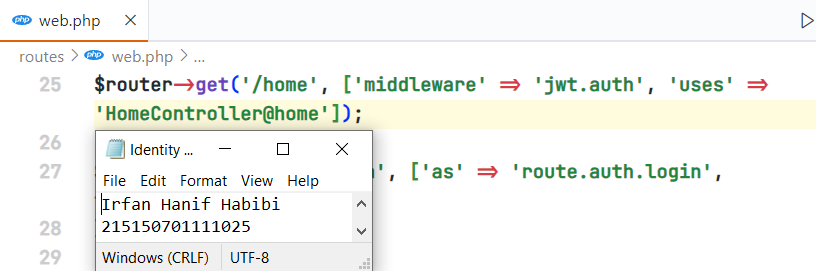 php web.php ×
routes > php web.php > ...
25 $router->get('/home', ['middleware' => 'jwt.auth', 'uses' =>
'HomeController@home']);
26
27 ', ['as' => 'route.auth.login',
28
29
Identity ...
File Edit Format View Help
Irfan Hanif Habibi
215150701111025
Windows (CRLF) UTF-8